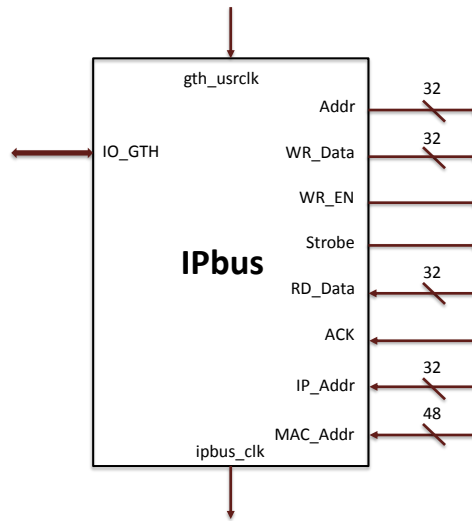 gth_usrclk
Addr
32
IO_GTH
WR_Data
32
WR_EN
Strobe
IPbus
RD_Data
32
ACK
IP_Addr
32
MAC_Addr
48
ipbus_clk